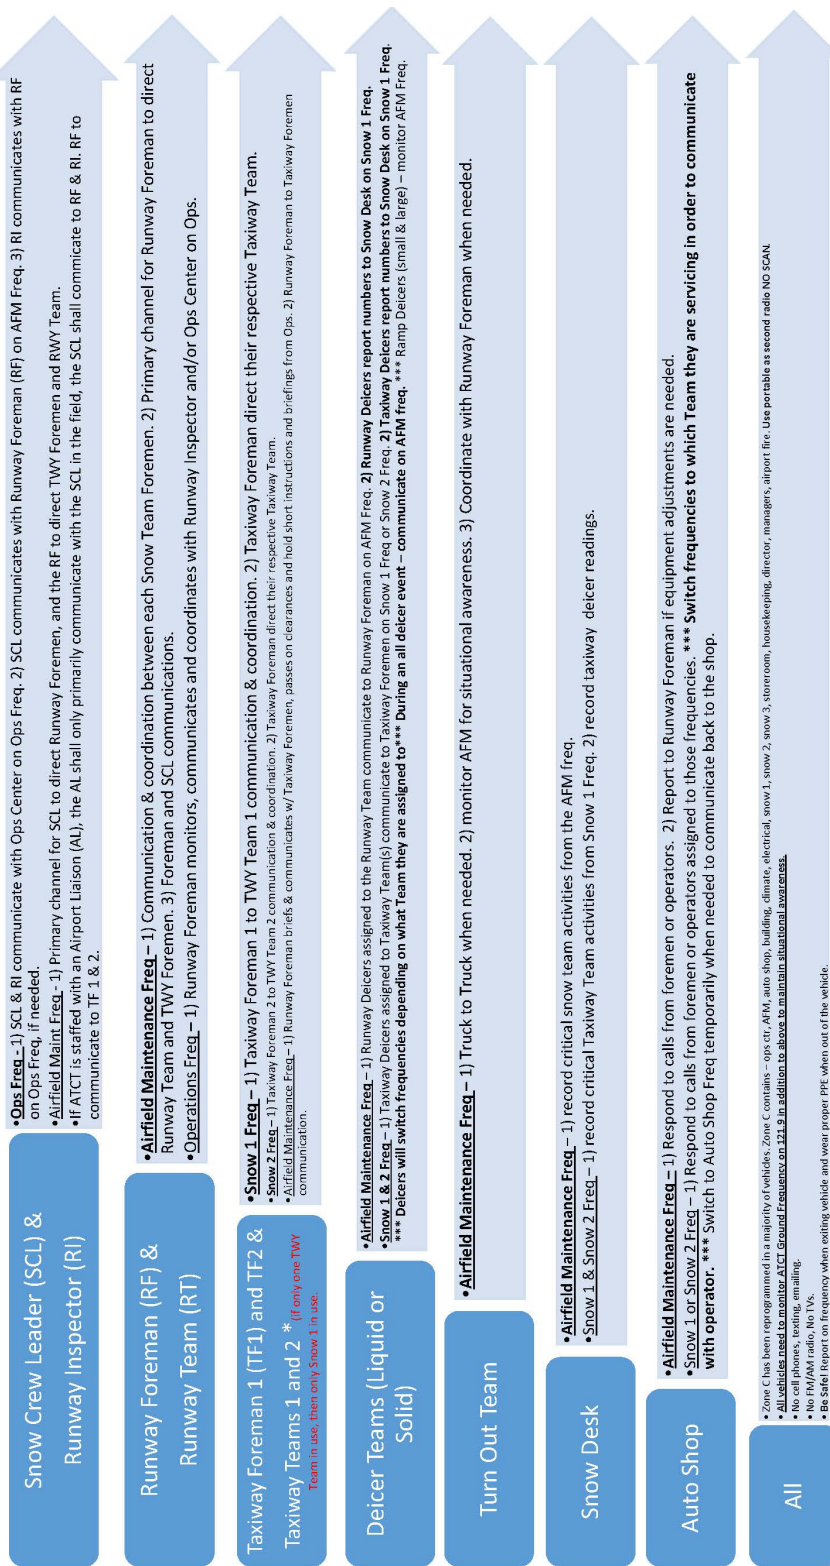 Snow Crew Leader (SCL) &
Runway Inspector (RI)
•Ops Freq - 1) SCL & RI communicate with Ops Center on Ops Freq. 2) SCL communicates with Runway Foreman (RF) on AFM Freq. 3) RI communicates with RF
on Ops Freq, if needed.
•Airfield Maint Freq - 1) Primary channel for SCL to direct Runway Foremen, and the RF to direct TWY Foremen and RWY Team.
•If ATCT is staffed with an Airport Liaison (AL), the AL shall only primarily communicate with the SCL in the field, the SCL shall commicate to RF & RI. RF to
communicate to TF 1 & 2.
Runway Foreman (RF) &
Runway Team (RT)
•Airfield Maintenance Freq – 1) Communication & coordination between each Snow Team Foremen. 2) Primary channel for Runway Foreman to direct
Runway Team and TWY Foremen. 3) Foreman and SCL communications.
•Operations Freq – 1) Runway Foreman monitors, communicates and coordinates with Runway Inspector and/or Ops Center on Ops.
Taxiway Foreman 1 (TF1) and TF2 &
Taxiway Teams 1 and 2 * (if only one TWY
Team in use, then only Snow 1 in use.
•Snow 1 Freq – 1) Taxiway Foreman 1 to TWY Team 1 communication & coordination. 2) Taxiway Foreman direct their respective Taxiway Team.
•Snow 2 Freq – 1) Taxiway Foreman 2 to TWY Team 2 communication & coordination. 2) Taxiway Foreman direct their respective Taxiway Team.
•Airfield Maintenance Freq – 1) Runway Foreman briefs & communicates w/ Taxiway Foremen, passes on clearances and hold short instructions and briefings from Ops. 2) Runway Foreman to Taxiway Foremen
communication.
Deicer Teams (Liquid or
Solid)
•Airfield Maintenance Freq – 1) Runway Deicers assigned to the Runway Team communicate to Runway Foreman on AFM Freq. 2) Runway Deicers report numbers to Snow Desk on Snow 1 Freq.
•Snow 1 & 2 Freq – 1) Taxiway Deicers assigned to Taxiway Team(s) communicate to Taxiway Foremen on Snow 1 Freq or Snow 2 Freq. 2) Taxiway Deicers report numbers to Snow Desk on Snow 1 Freq.
*** Deicers will switch frequencies depending on what Team they are assigned to*** During an all deicer event – communicate on AFM freq. *** Ramp Deicers (small & large) – monitor AFM Freq.
Turn Out Team
•Airfield Maintenance Freq – 1) Truck to Truck when needed. 2) monitor AFM for situational awareness. 3) Coordinate with Runway Foreman when needed.
Snow Desk
•Airfield Maintenance Freq – 1) record critical snow team activities from the AFM freq.
•Snow 1 & Snow 2 Freq – 1) record critical Taxiway Team activities from Snow 1 Freq. 2) record taxiway deicer readings.
Auto Shop
•Airfield Maintenance Freq – 1) Respond to calls from foremen or operators. 2) Report to Runway Foreman if equipment adjustments are needed.
•Snow 1 or Snow 2 Freq – 1) Respond to calls from foremen or operators assigned to those frequencies. *** Switch frequencies to which Team they are servicing in order to communicate
with operator. *** Switch to Auto Shop Freq temporarily when needed to communicate back to the shop.
All
• Zone C has been reprogrammed in a majority of vehicles. Zone C contains – ops ctr, AFM, auto shop, building, climate, electrical, snow 1, snow 2, snow 3, storeroom, housekeeping, director, managers, airport fire. Use portable as second radio NO SCAN.
• All vehicles need to monitor ATCT Ground Frequency on 121.9 in addition to above to maintain situational awareness.
• No cell phones, texting, emailing.
• No FM/AM radio, No TVs.
• Be Safe! Report on frequency when exiting vehicle and wear proper PPE when out of the vehicle.